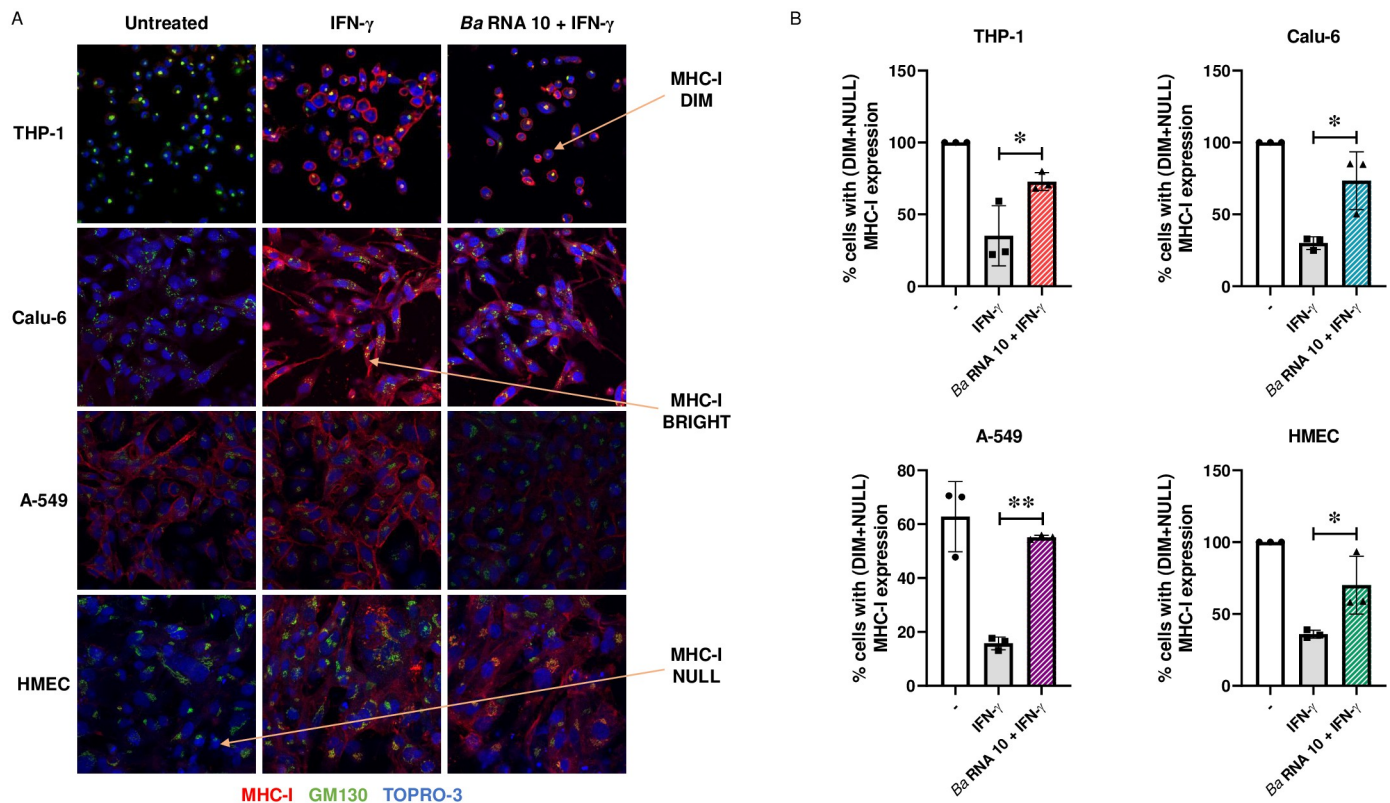 A
Untreated
IFN-γ
Ba RNA 10 + IFN-γ
THP-1
Calu-6
A-549
HMEC
MHC-I
DIM
MHC-I
BRIGHT
MHC-I
NULL
MHC-I GM130 TOPRO-3
B
THP-1
% cells with (DIM+NULL)
MHC-I expression
150
100
50
0
*
-
IFN-γ
Ba RNA 10 + IFN-γ
Calu-6
% cells with (DIM+NULL)
MHC-I expression
150
100
50
0
*
-
IFN-γ
Ba RNA 10 + IFN-γ
A-549
% cells with (DIM+NULL)
MHC-I expression
80
60
40
20
0
**
-
IFN-γ
Ba RNA 10 + IFN-γ
HMEC
% cells with (DIM+NULL)
MHC-I expression
150
100
50
0
*
-
IFN-γ
Ba RNA 10 + IFN-γ